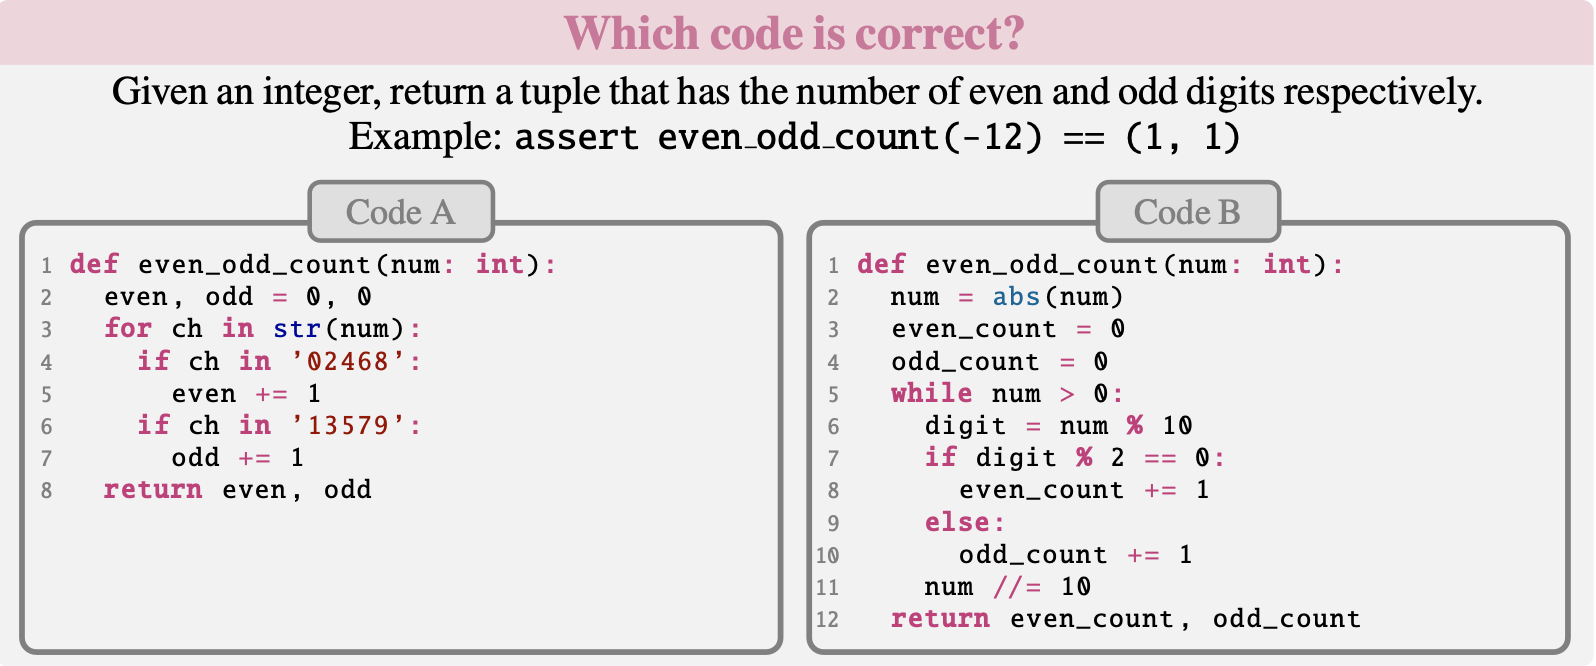 Which code is correct?
Given an integer, return a tuple that has the number of even and odd digits respectively.
Example: assert even_odd_count(-12) == (1, 1)
Code A
1 def even_odd_count(num: int):
2   even, odd = 0, 0
3   for ch in str(num):
4     if ch in ’02468’:
5       even += 1
6     if ch in ’13579’:
7       odd += 1
8   return even, odd
Code B
1 def even_odd_count(num: int):
2   num = abs(num)
3   even_count = 0
4   odd_count = 0
5   while num > 0:
6     digit = num % 10
7     if digit % 2 == 0:
8       even_count += 1
9     else:
10       odd_count += 1
11     num //= 10
12   return even_count, odd_count